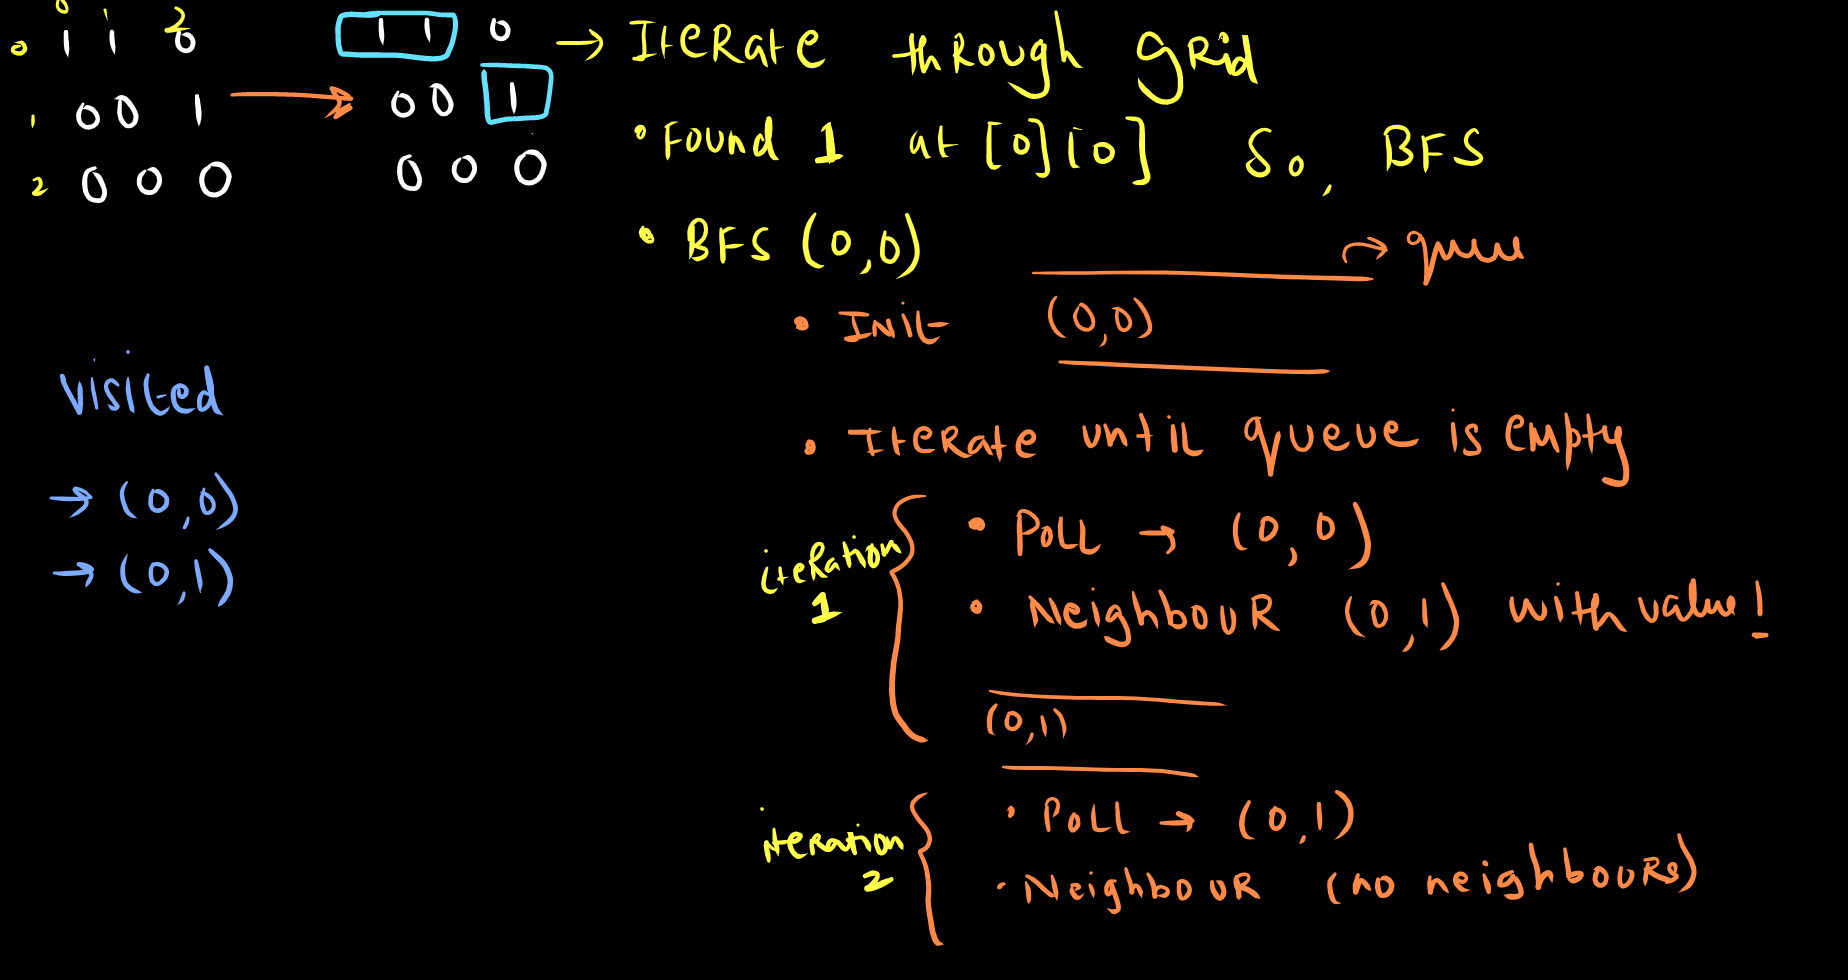 0 1 2
0 1 1 0
1 0 0 1
2 0 0 0
1 1 0
0 0 1
0 0 0
→ Iterate through grid
• Found 1 at [0][0] So, BFS
• BFS (0,0)
→ queue
• Init (0,0)
• Iterate until queue is empty
iteration 1
• Poll → (0,0)
• Neighbour (0,1) with value 1
(0,1)
iteration 2
• Poll → (0,1)
• Neighbour (no neighbours)
Visited
→ (0,0)
→ (0,1)